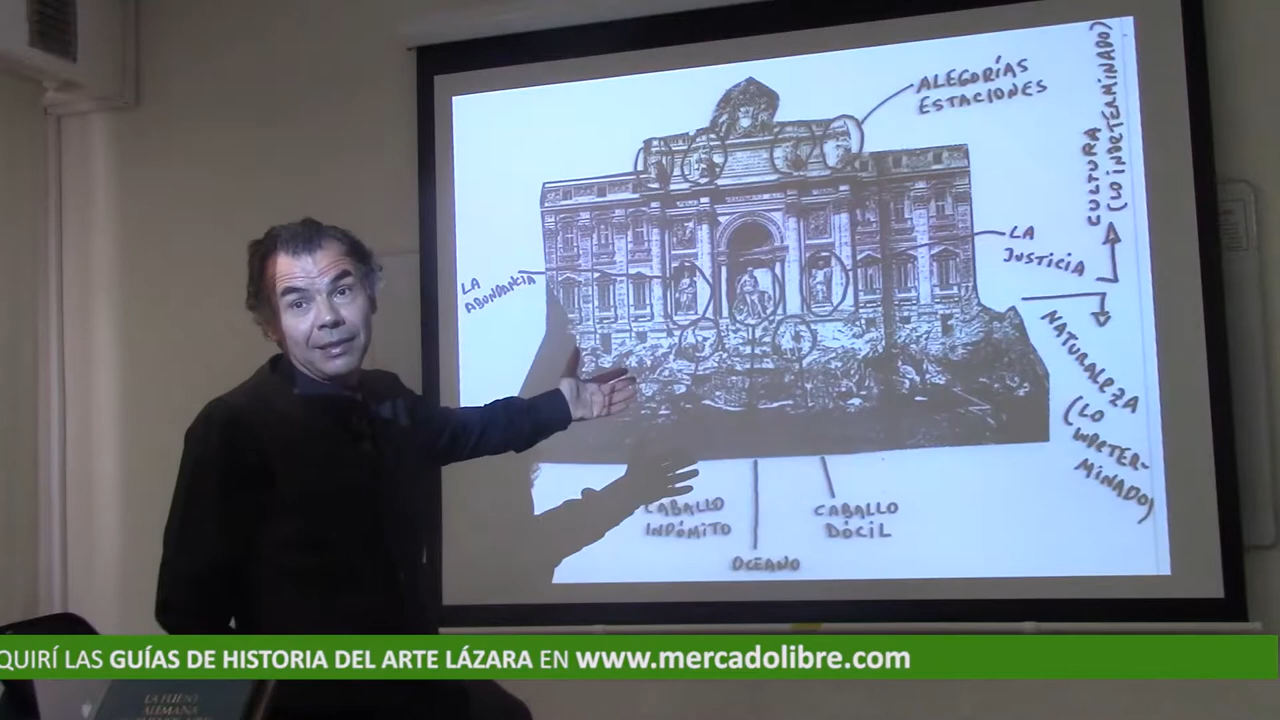 ALEGORÍAS
ESTACIONES
CULTURA
(LO INDETERMINADO)
LA
JUSTICIA
LA
ABUNDANCIA
NATURALEZA
(LO
INDETER-
MINADO)
CABALLO
INDÓMITO
CABALLO
DÓCIL
OCEANO
QUIRÍ LAS GUÍAS DE HISTORIA DEL ARTE LÁZARA EN www.mercadolibre.com
ALEMANA